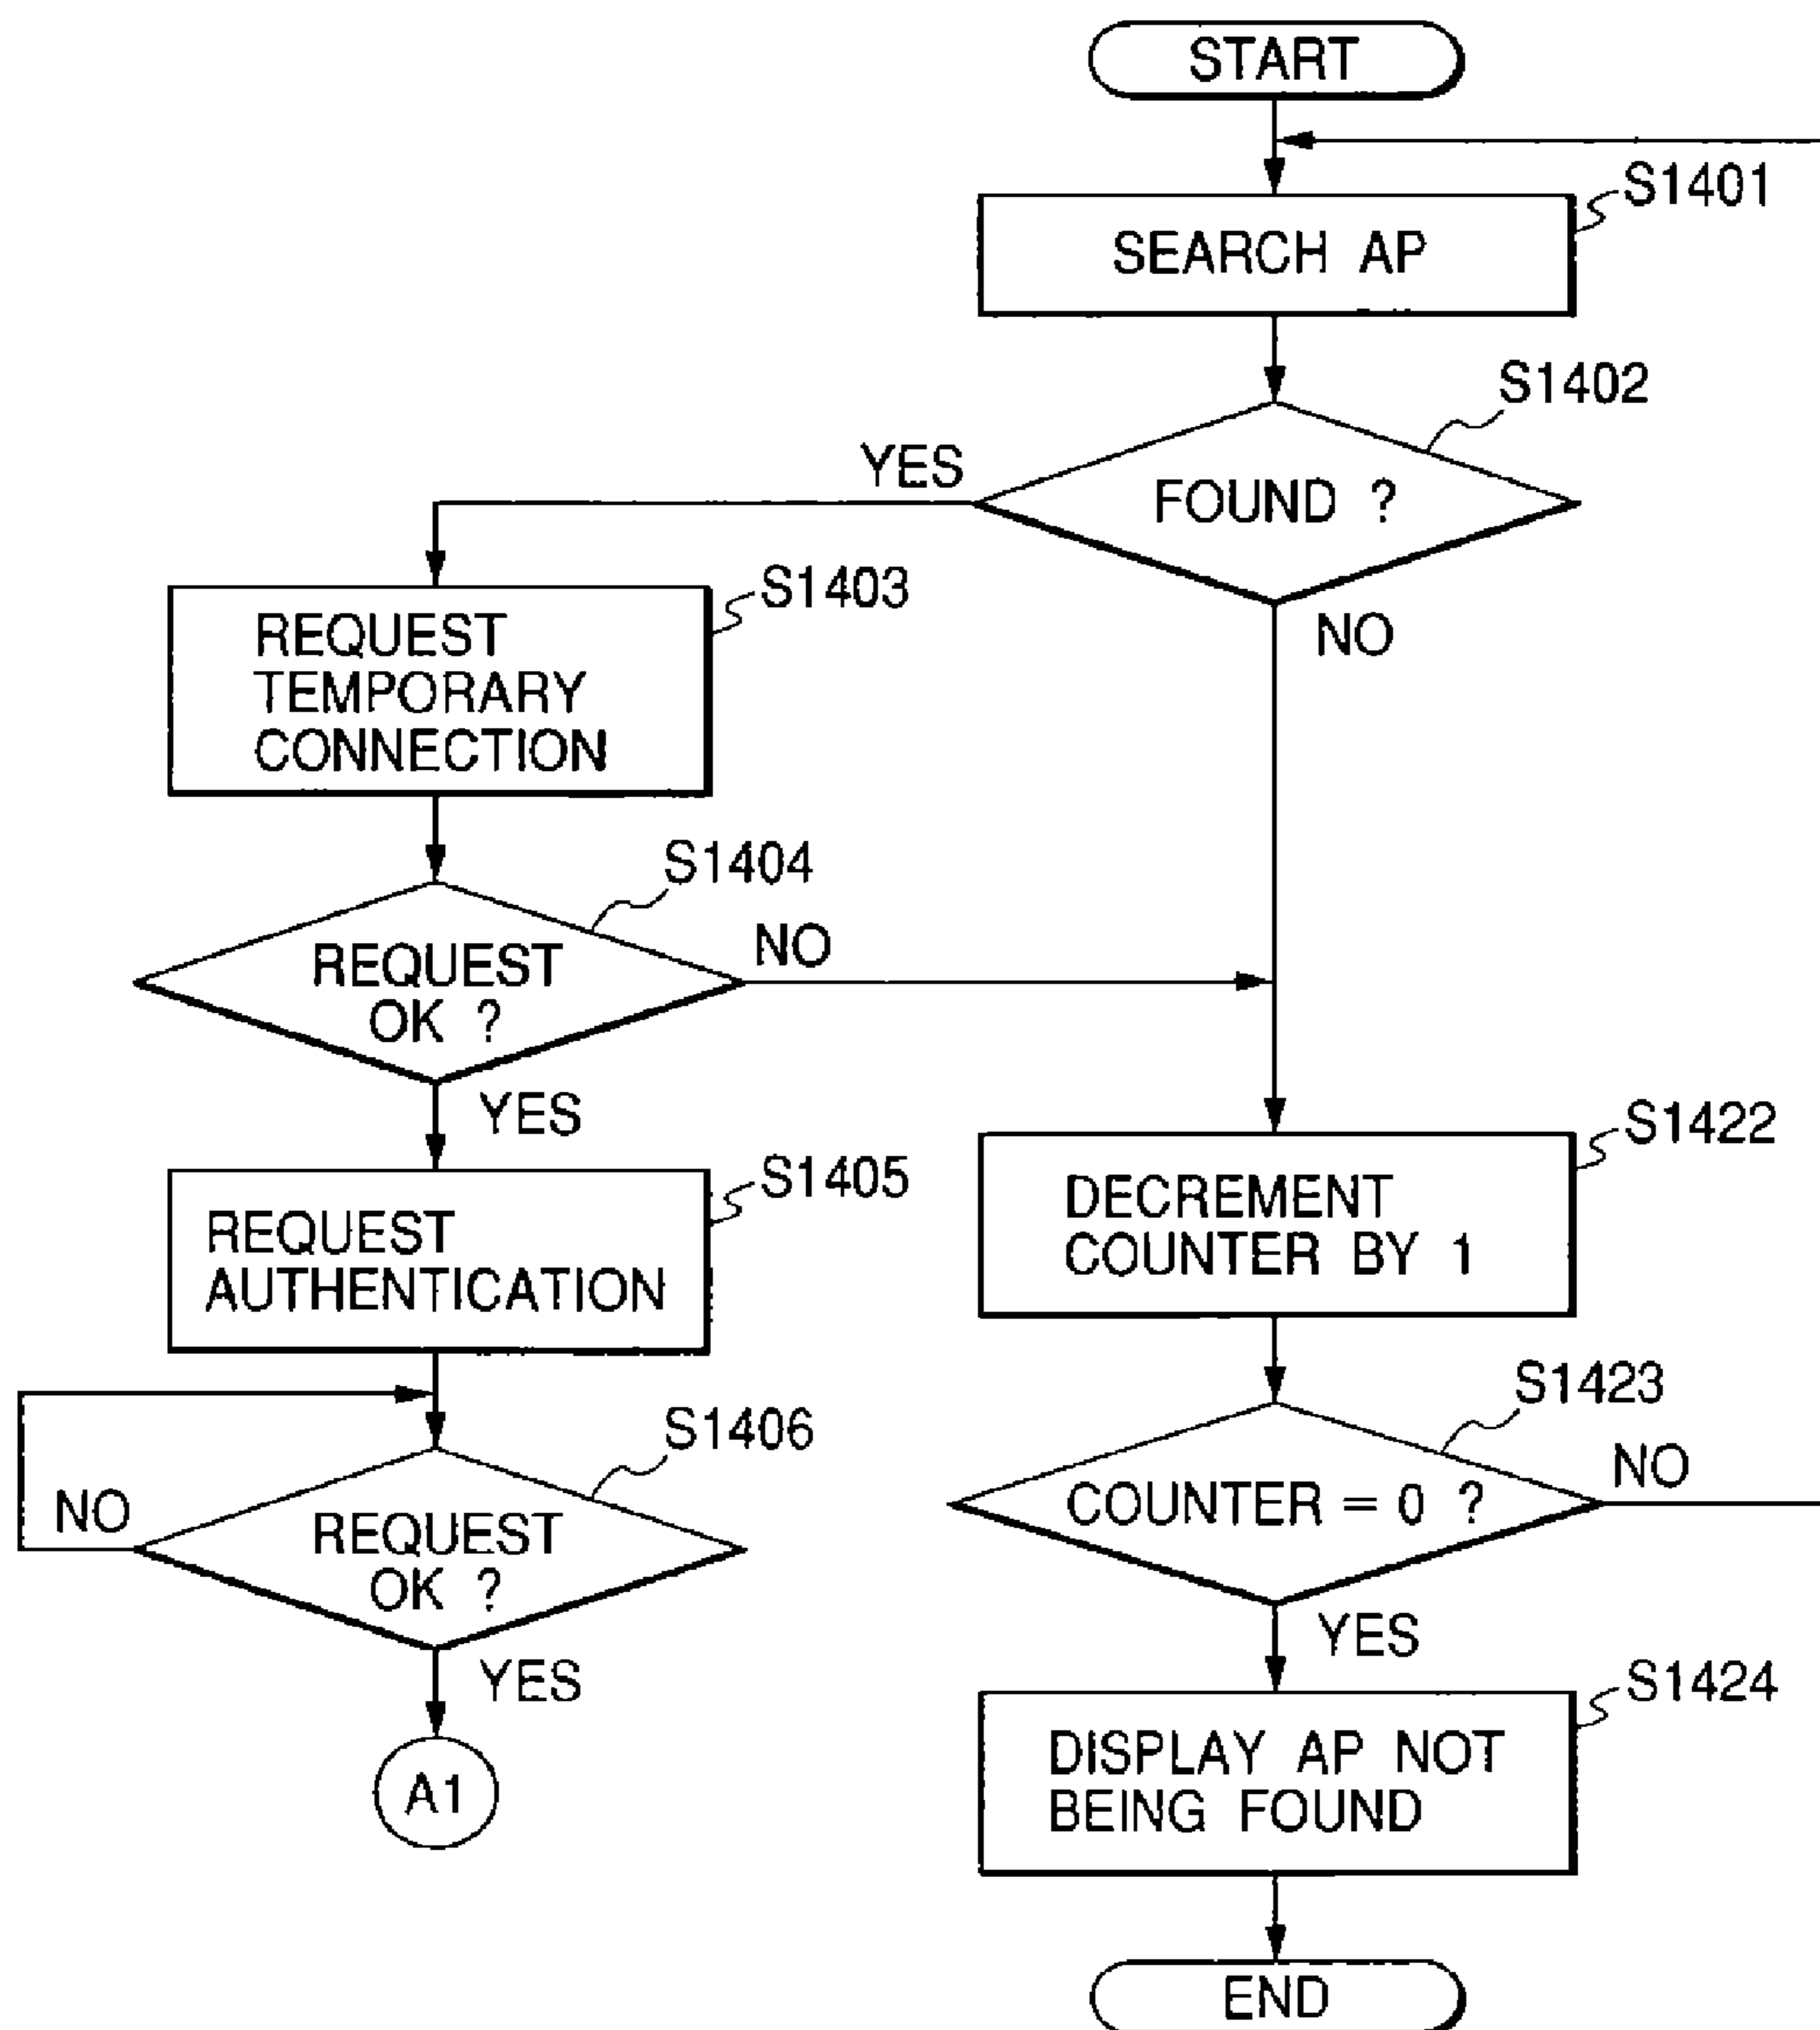 START
S1401
SEARCH AP
S1402
YES
FOUND ?
NO
S1403
REQUEST
TEMPORARY
CONNECTION
S1404
NO
REQUEST
OK ?
YES
S1405
REQUEST
AUTHENTICATION
S1406
NO
REQUEST
OK ?
YES
A1
S1422
DECREMENT
COUNTER BY 1
S1423
NO
COUNTER = 0 ?
YES
S1424
DISPLAY AP NOT
BEING FOUND
END